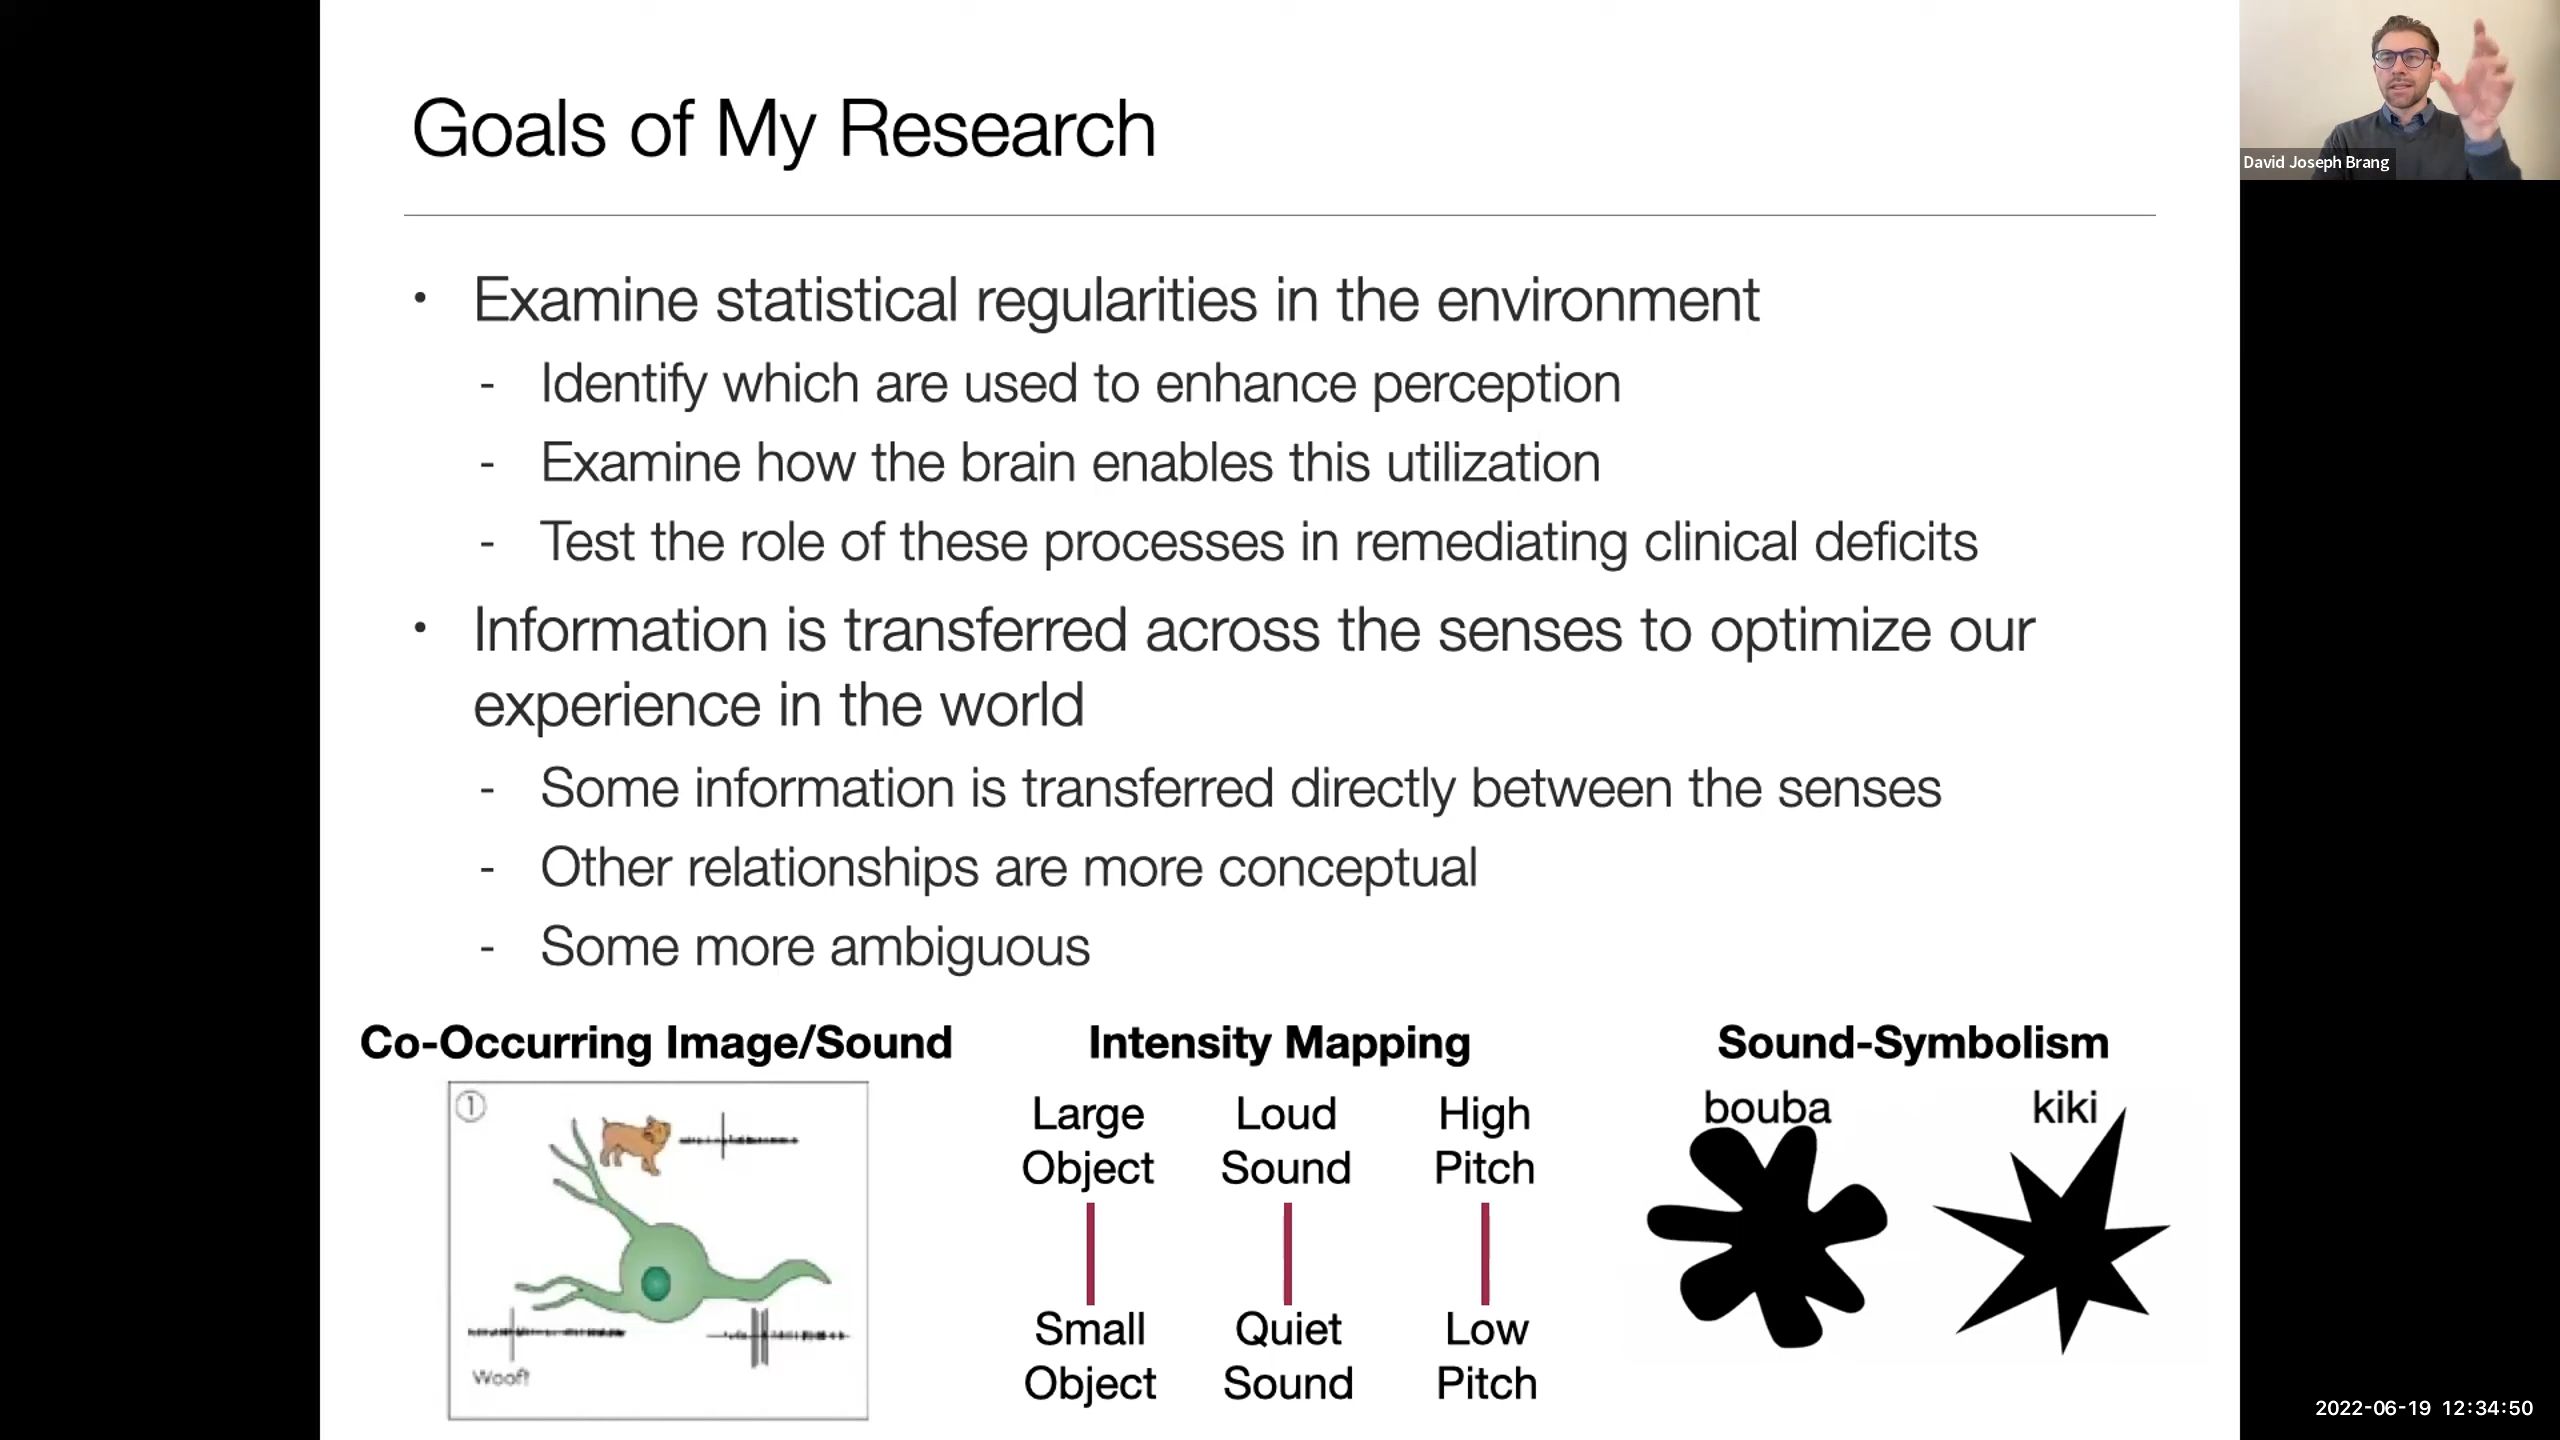 Goals of My Research
David Joseph Brang
• Examine statistical regularities in the environment
- Identify which are used to enhance perception
- Examine how the brain enables this utilization
- Test the role of these processes in remediating clinical deficits
• Information is transferred across the senses to optimize our
experience in the world
- Some information is transferred directly between the senses
- Other relationships are more conceptual
- Some more ambiguous
Co-Occurring Image/Sound
1
Woof!
Intensity Mapping
Large Object
Loud Sound
High Pitch
Small Object
Quiet Sound
Low Pitch
Sound-Symbolism
bouba
kiki
2022-06-19 12:34:50